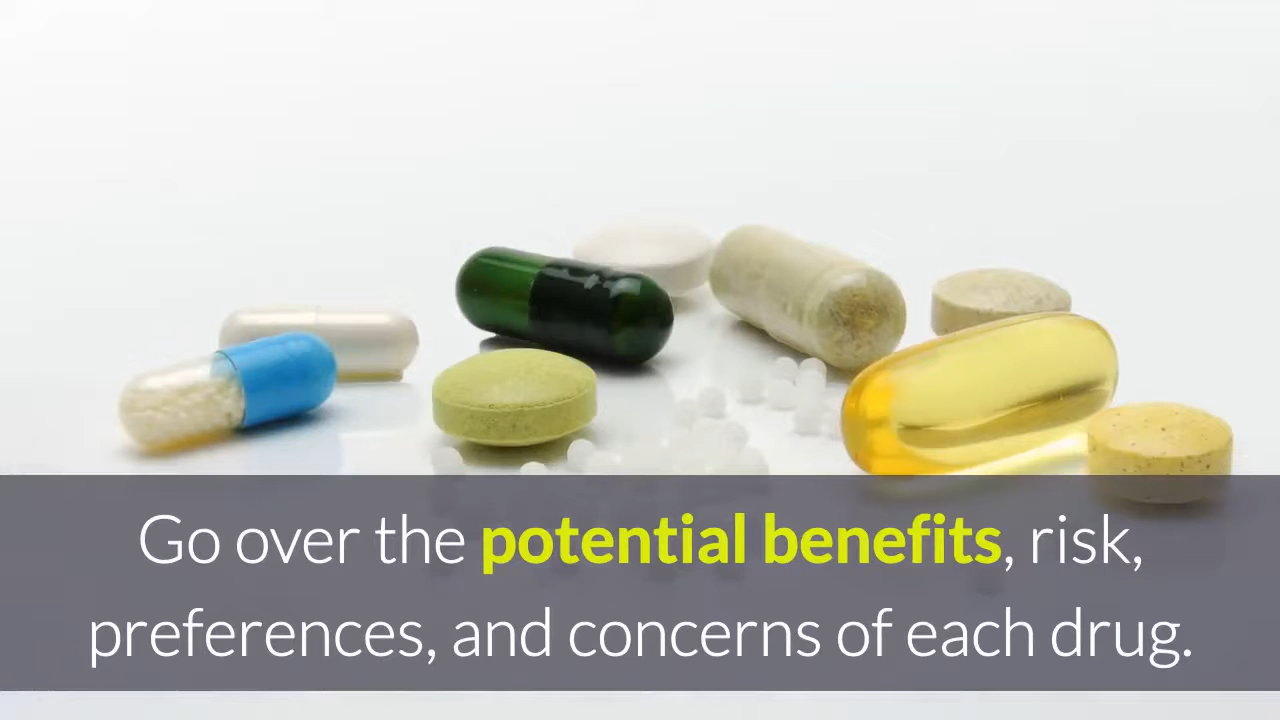 Go over the potential benefits, risk,
preferences, and concerns of each drug.